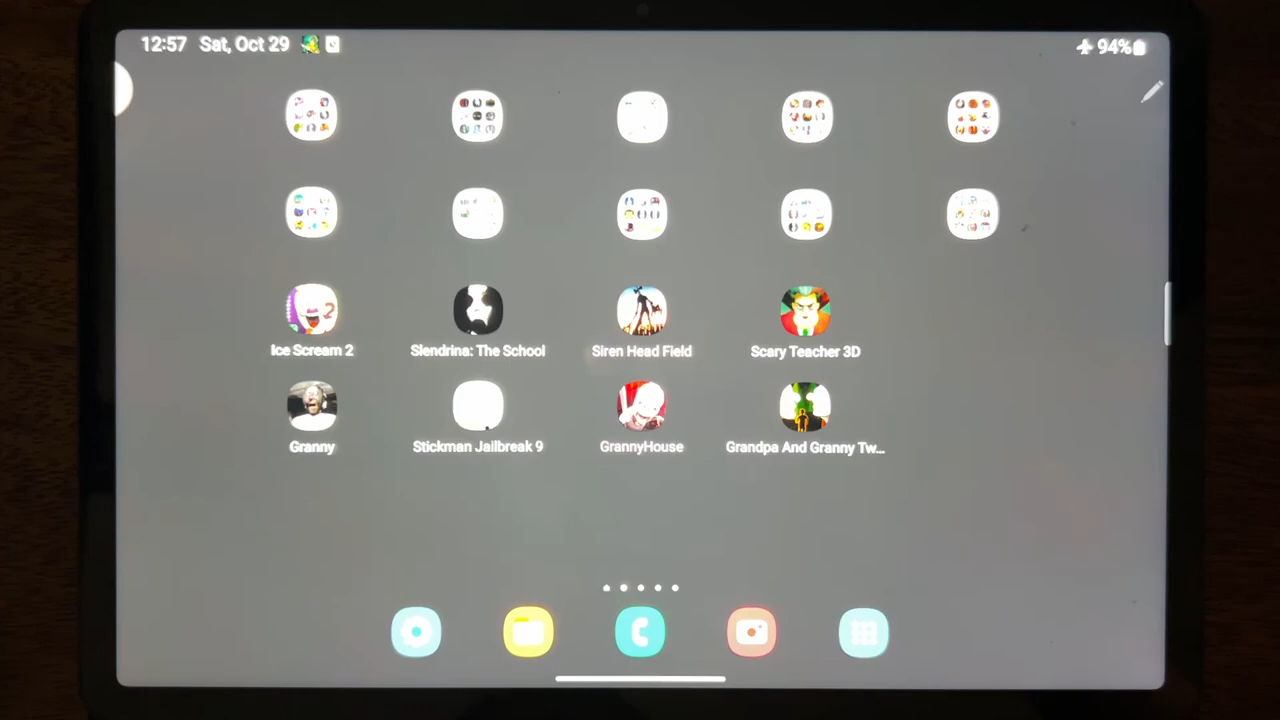 12:57 Sat, Oct 29
94%
Ice Scream 2
Slendrina: The School
Siren Head Field
Scary Teacher 3D
Granny
Stickman Jailbreak 9
GrannyHouse
Grandpa And Granny Tw...